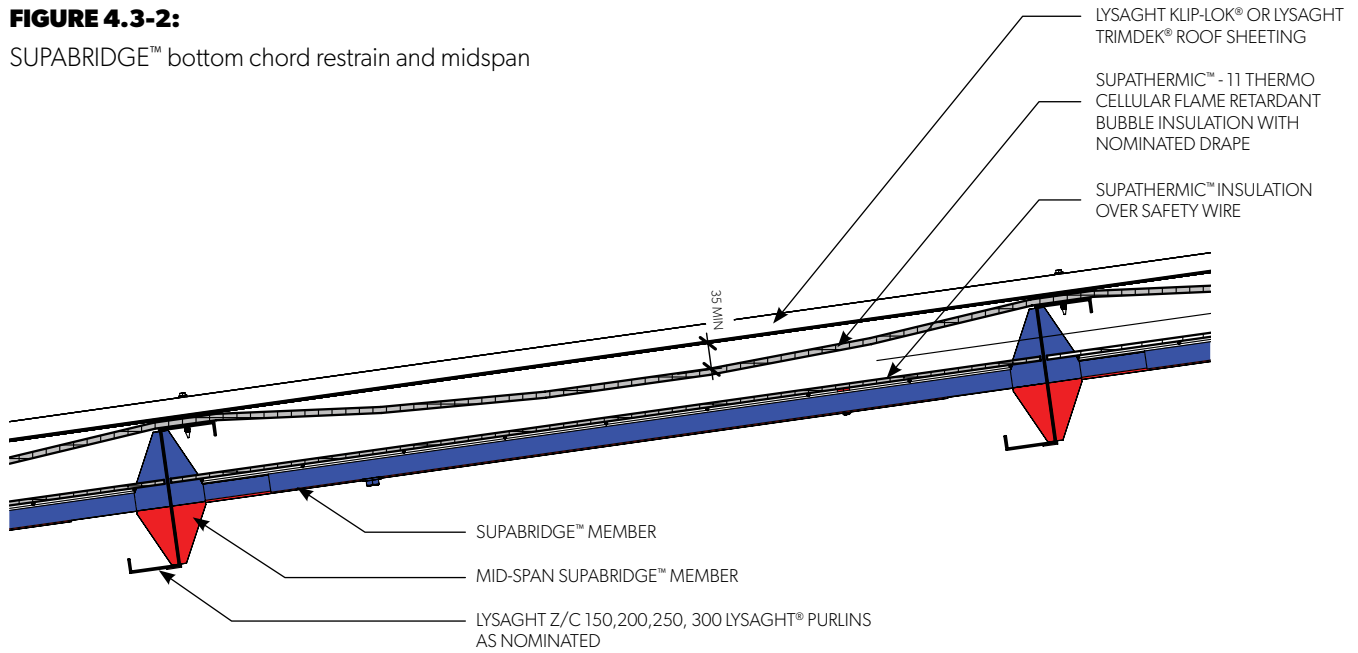 FIGURE 4.3-2:
SUPABRIDGE™ bottom chord restrain and midspan
LYSAGHT KLIP-LOK® OR LYSAGHT
TRIMDEK® ROOF SHEETING
SUPATHERMIC™ - 11 THERMO
CELLULAR FLAME RETARDANT
BUBBLE INSULATION WITH
NOMINATED DRAPE
SUPATHERMIC™ INSULATION
OVER SAFETY WIRE
35 MIN
SUPABRIDGE™ MEMBER
MID-SPAN SUPABRIDGE™ MEMBER
LYSAGHT Z/C 150,200,250, 300 LYSAGHT® PURLINS
AS NOMINATED